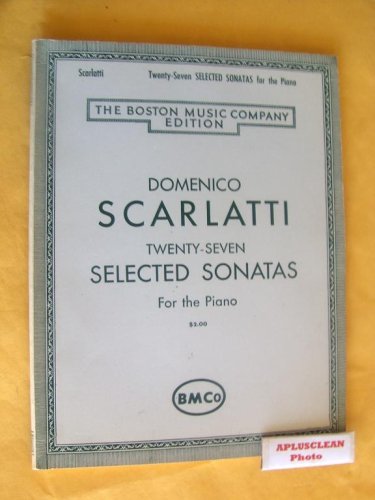 Scarlatti Twenty-Seven SELECTED SONATAS for the Piano
THE BOSTON MUSIC COMPANY
EDITION
DOMENICO
SCARLATTI
TWENTY-SEVEN
SELECTED SONATAS
For the Piano
$2.00
BMCo
APLUSCLEAN
Photo